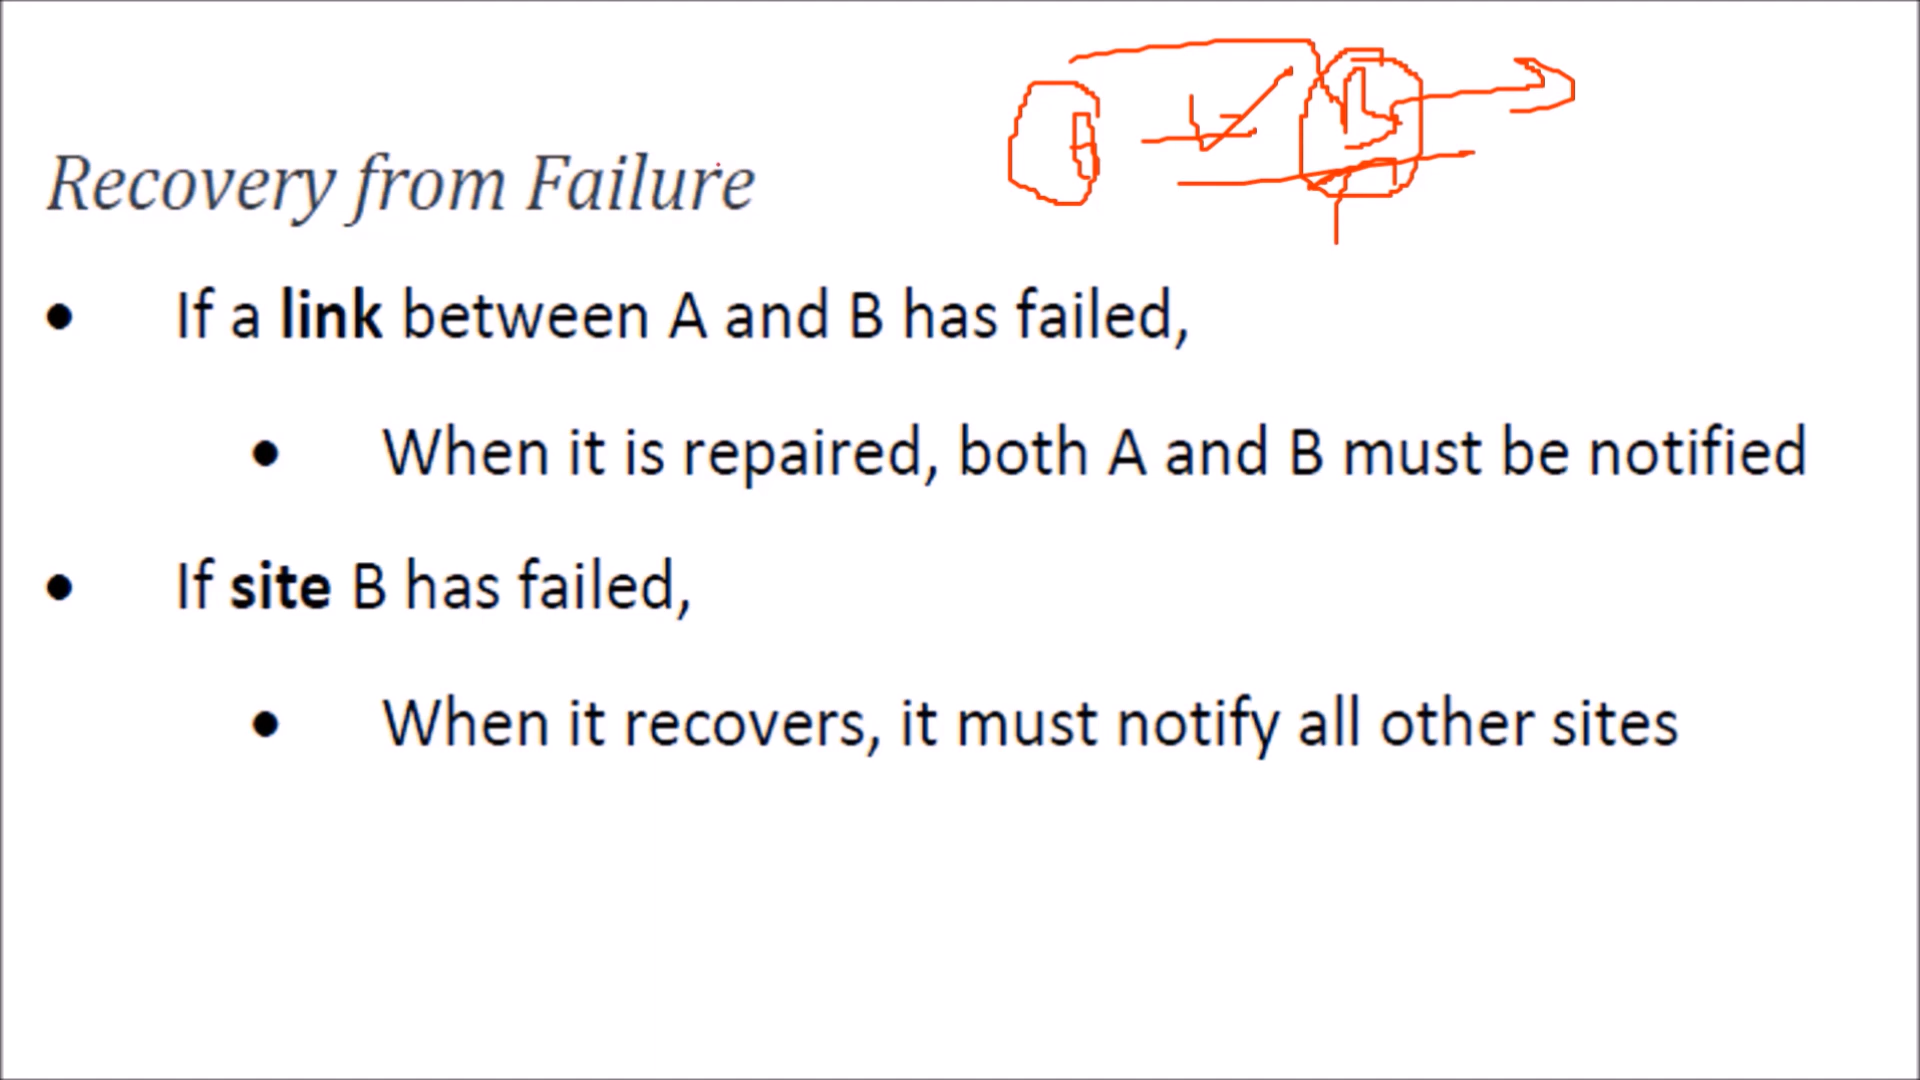 Recovery from Failure
• If a link between A and B has failed,
• When it is repaired, both A and B must be notified
• If site B has failed,
• When it recovers, it must notify all other sites